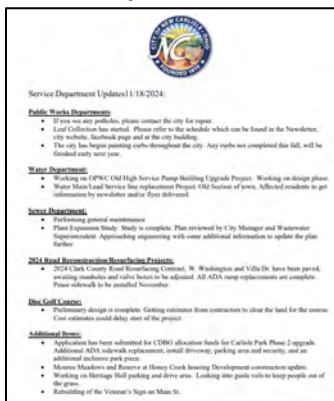 CITY OF NEW CARLISLE, OHIO
NC
FOUNDED 1810
Service Department Updates11/18/2024:
Public Works Departments:
• If you see any potholes, please contact the city for repair.
• Leaf Collection has started. Please refer to the schedule which can be found in the Newsletter,
city website, facebook page and at the city building.
• The city has begun painting curbs throughout the city. Any curbs not completed this fall, will be
finished early next year.
Water Department:
• Working on OPWC Old High Service Pump Building Upgrade Project. Working on design phase.
• Water Main/Lead Service line replacement Project. Old Section of town. Affected residents to get
information by newsletter and/or flyer delivered.
Sewer Department:
• Performing general maintenance.
• Plant Expansion Study: Study is complete. Plan reviewed by City Manager and Wastewater
Superintendent. Approaching engineering with some additional information to update the plan
further
2024 Road Reconstruction/Resurfacing Projects:
• 2024 Clark County Road Resurfacing Contract, W. Washington and Villa Dr. have been paved,
awaiting manholes and valve boxes to be adjusted. All ADA ramp replacements are complete.
sidewalk to be installed November.
Disc Golf Course:
• Preliminary design is complete. Getting estimates from contractors to clear the land for the course.
Cost estimates could delay start of the project.
Additional Items:
• Application has been submitted for CDBG allocation funds for Carlisle Park Phase 2 upgrade.
Additional ADA sidewalk replacement, install driveway, parking area and security, and an
additional inclusive park piece.
• Monroe Meadows and Reserve at Honey Creek housing Development construction update.
• Working on Heritage Hall parking and drive area. Looking into guide rails to keep people out of
the grass.
• Rebuilding of the Veteran's Sign on Main St.